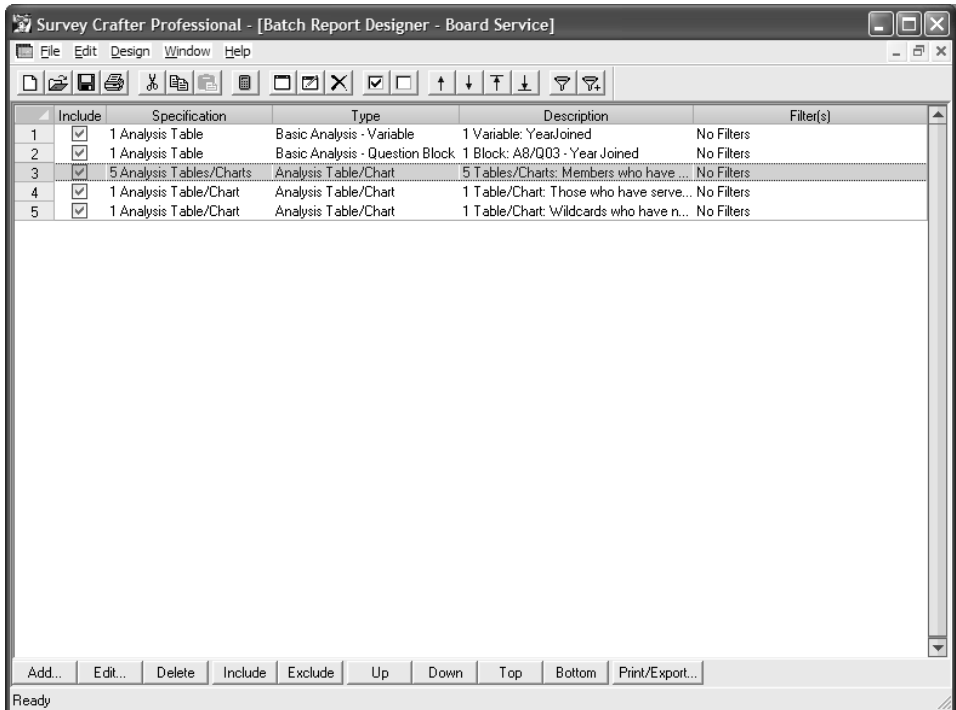 Survey Crafter Professional - [Batch Report Designer - Board Service]
File Edit Design Window Help
Include Specification Type Description Filter(s)
1 1 Analysis Table Basic Analysis - Variable 1 Variable: YearJoined No Filters
2 1 Analysis Table Basic Analysis - Question Block 1 Block: A8/Q03 - Year Joined No Filters
3 5 Analysis Tables/Charts Analysis Table/Chart 5 Tables/Charts: Members who have ... No Filters
4 1 Analysis Table/Chart Analysis Table/Chart 1 Table/Chart: Those who have serve... No Filters
5 1 Analysis Table/Chart Analysis Table/Chart 1 Table/Chart: Wildcards who have n... No Filters
Add... Edit... Delete Include Exclude Up Down Top Bottom Print/Export...
Ready